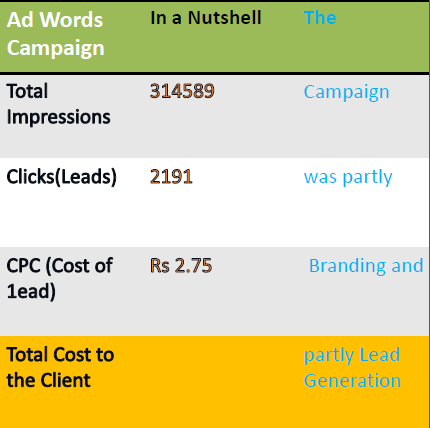 Ad Words In a Nutshell The
Campaign
Total 314589 Campaign
Impressions
Clicks(Leads) 2191 was partly
CPC (Cost of Rs 2.75 Branding and
1ead)
Total Cost to partly Lead
the Client Generation